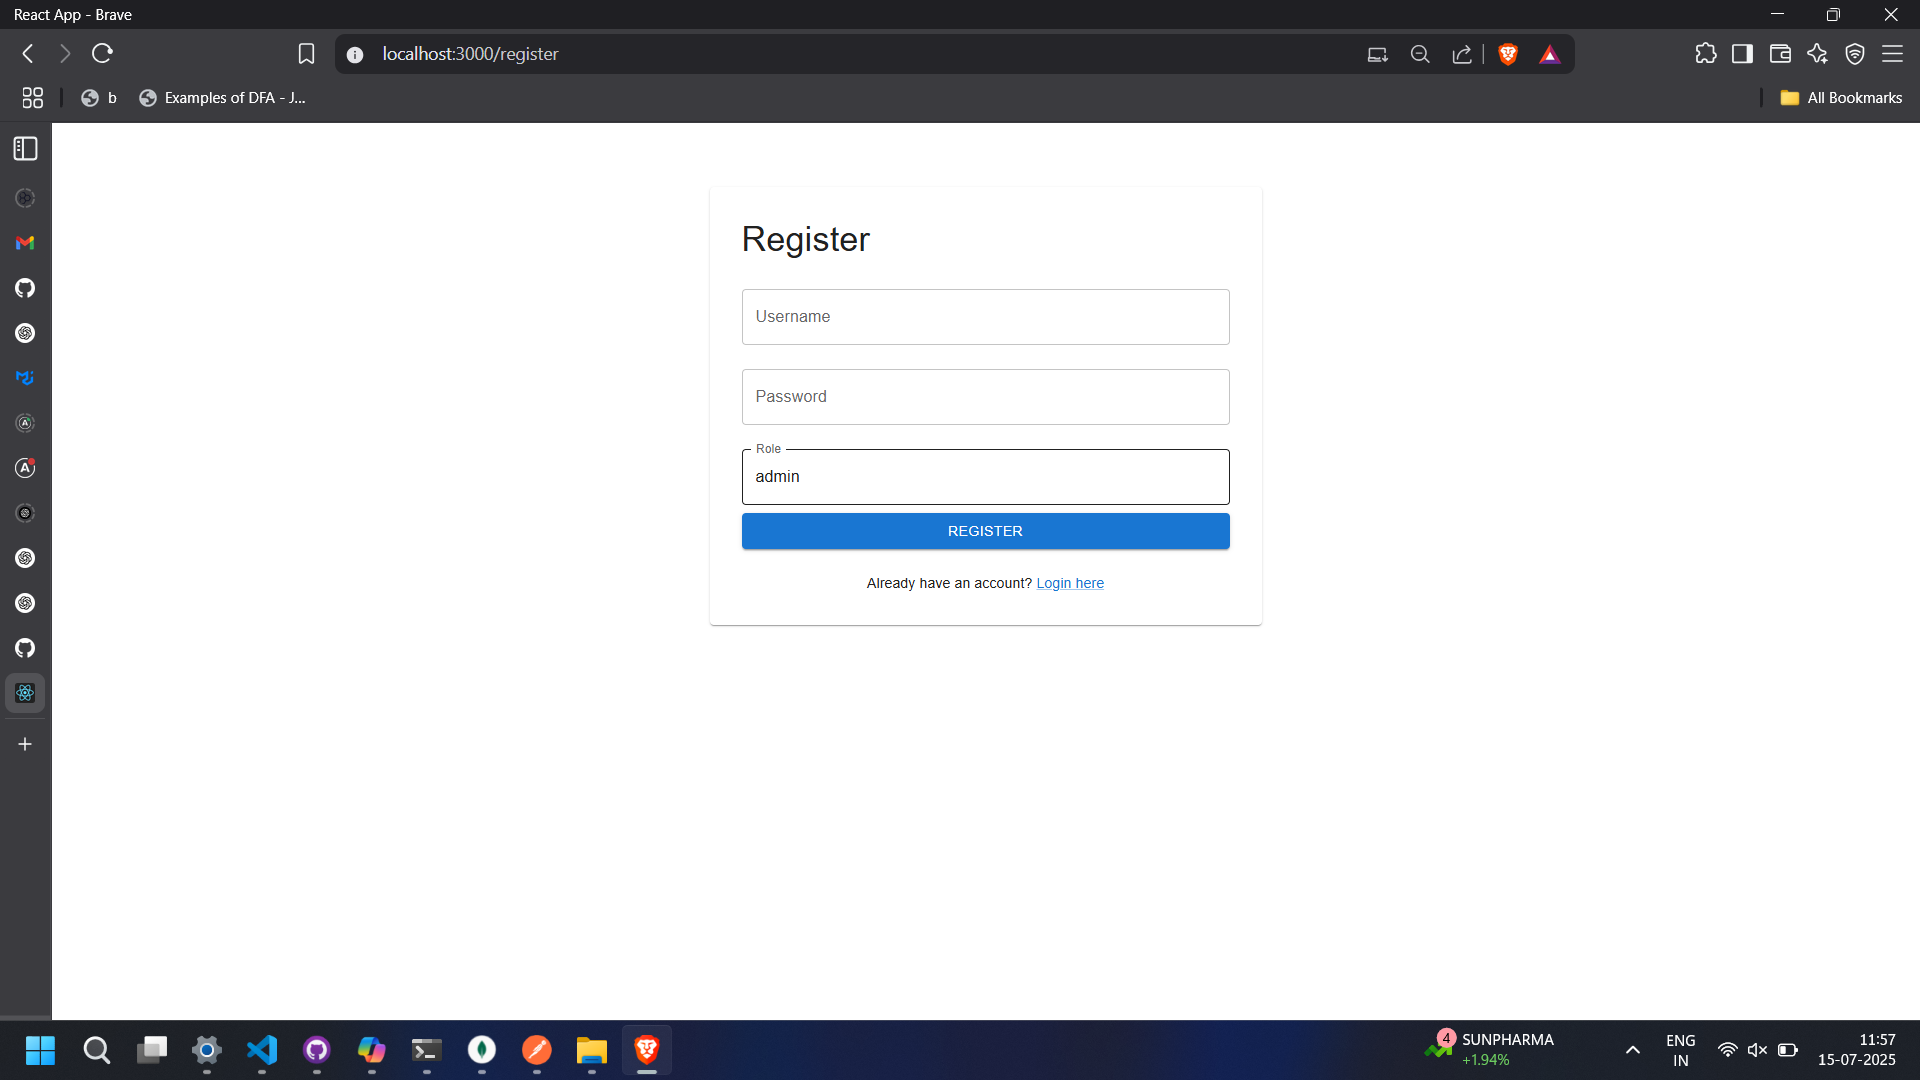 React App - Brave
localhost:3000/register
b
Examples of DFA - J...
All Bookmarks
Register
Username
Password
Role
admin
REGISTER
Already have an account? Login here
4
SUNPHARMA
+1.94%
ENG
IN
11:57
15-07-2025